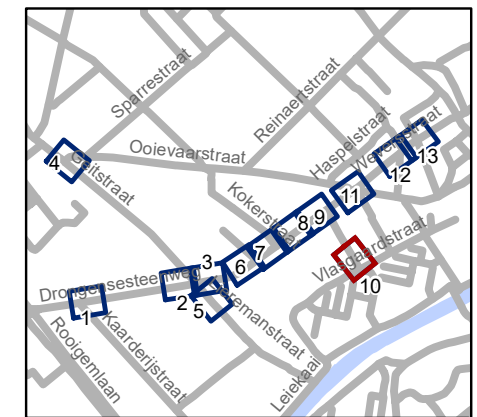 Sparrestraat
Reinaertstraat
Haspelstraat
Weverstraat
Ooievaarstraat
Geitstraat
Kokerstraat
Vlasgaardstraat
Drongensesteenweg
Rooigemlaan
Kaarderijstraat
Leiekaai
4
13
12
11
9
8
7
6
3
2
5
1
10